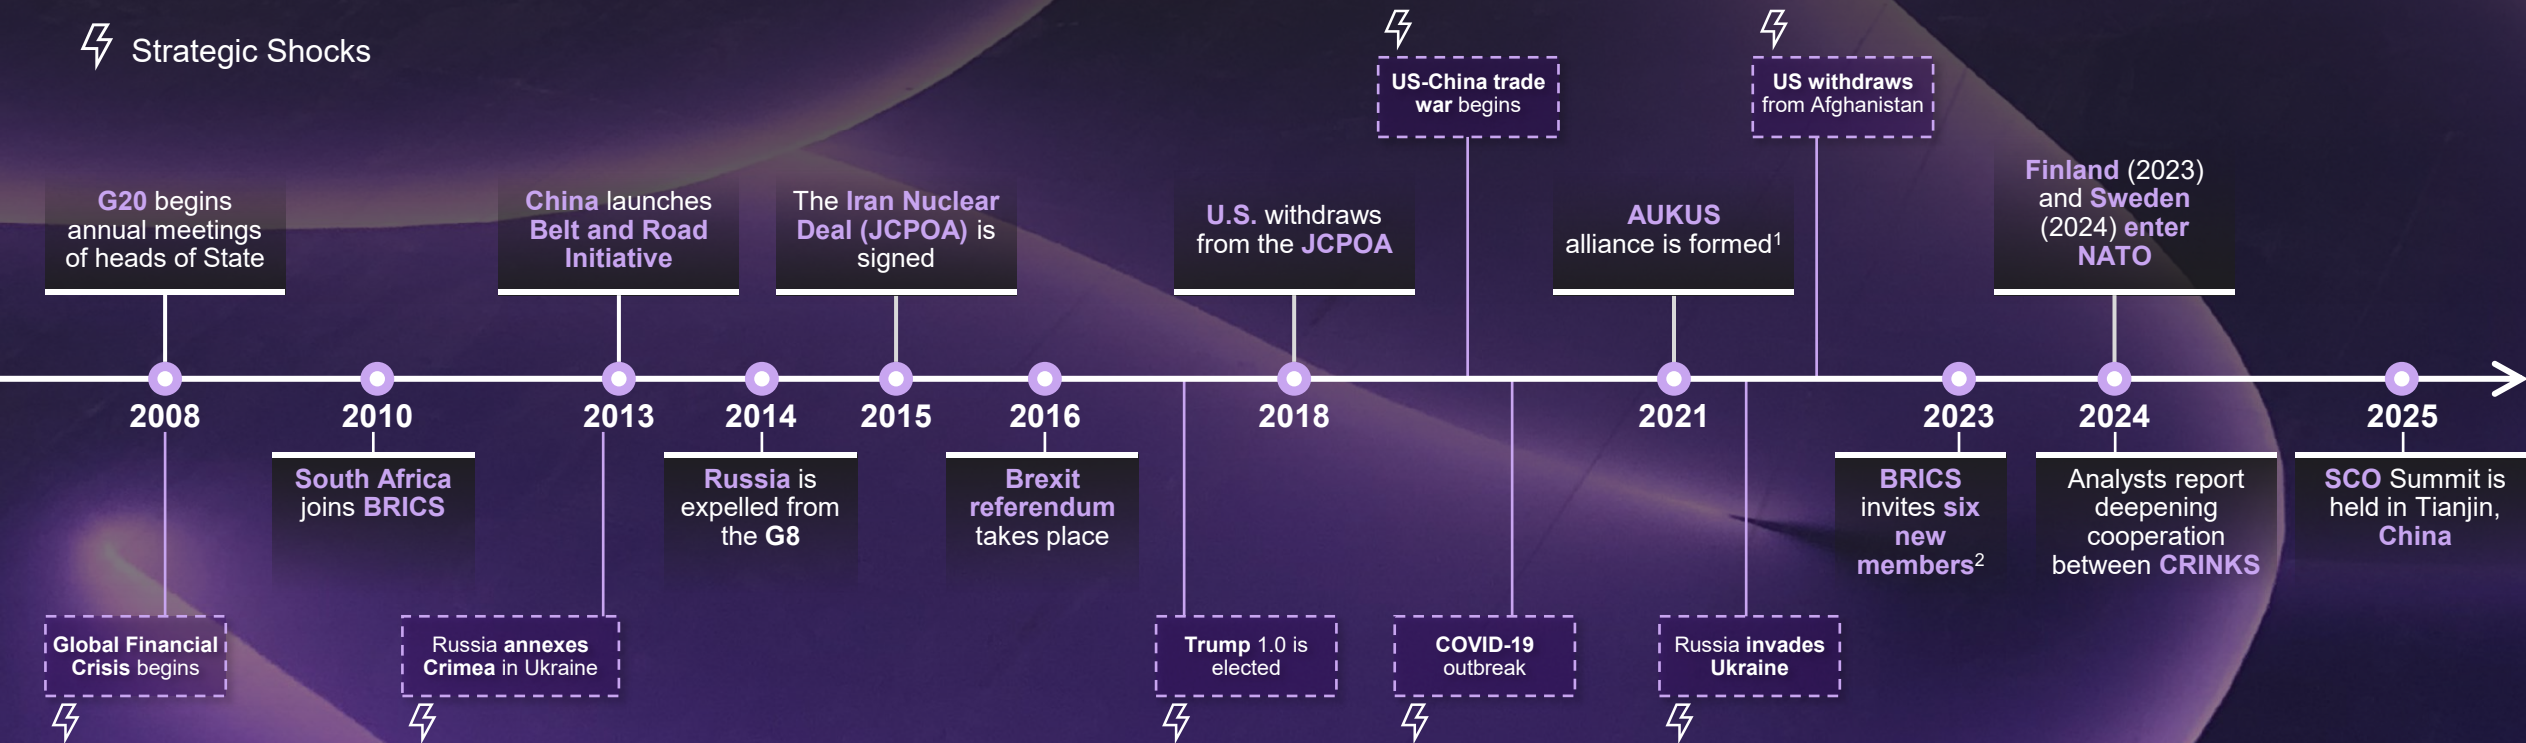 Strategic Shocks
US-China trade
war begins
US withdraws
from Afghanistan
G20 begins
annual meetings
of heads of State
China launches
Belt and Road
Initiative
The Iran Nuclear
Deal (JCPOA) is
signed
U.S. withdraws
from the JCPOA
AUKUS
alliance is formed¹
Finland (2023)
and Sweden
(2024) enter
NATO
2008
2010
2013
2014
2015
2016
2018
2021
2023
2024
2025
South Africa
joins BRICS
Russia is
expelled from
the G8
Brexit
referendum
takes place
BRICS
invites six
new
members²
Analysts report
deepening
cooperation
between CRINKS
SCO Summit is
held in Tianjin,
China
Global Financial
Crisis begins
Russia annexes
Crimea in Ukraine
Trump 1.0 is
elected
COVID-19
outbreak
Russia invades
Ukraine